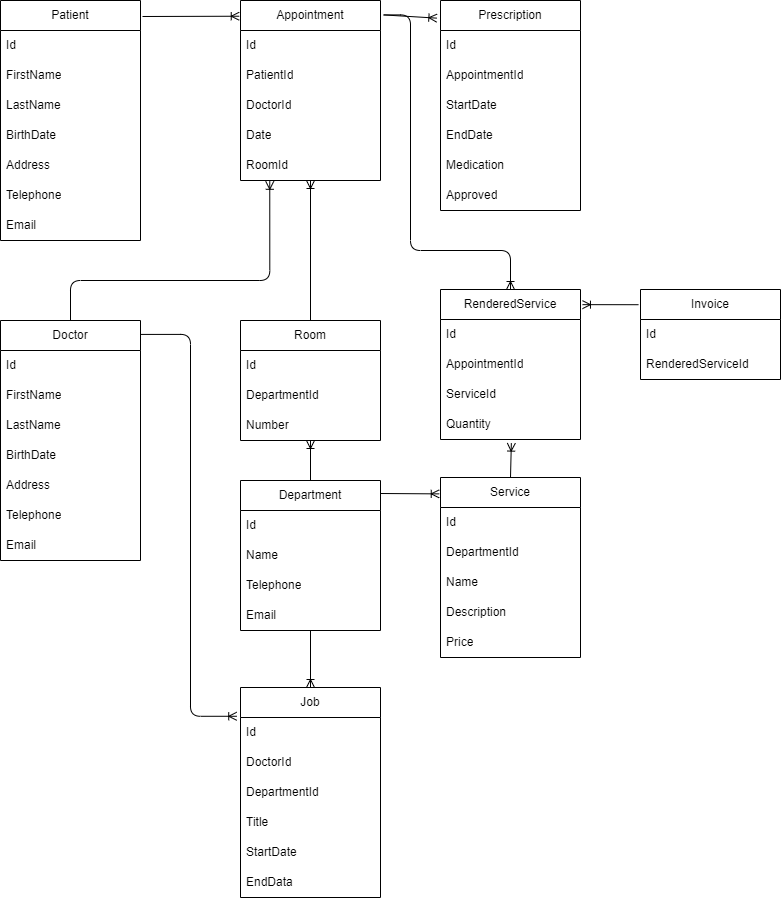 Patient
Id
FirstName
LastName
BirthDate
Address
Telephone
Email
Appointment
Id
PatientId
DoctorId
Date
RoomId
Prescription
Id
AppointmentId
StartDate
EndDate
Medication
Approved
Doctor
Id
FirstName
LastName
BirthDate
Address
Telephone
Email
Room
Id
DepartmentId
Number
RenderedService
Id
AppointmentId
ServiceId
Quantity
Invoice
Id
RenderedServiceId
Department
Id
Name
Telephone
Email
Service
Id
DepartmentId
Name
Description
Price
Job
Id
DoctorId
DepartmentId
Title
StartDate
EndData